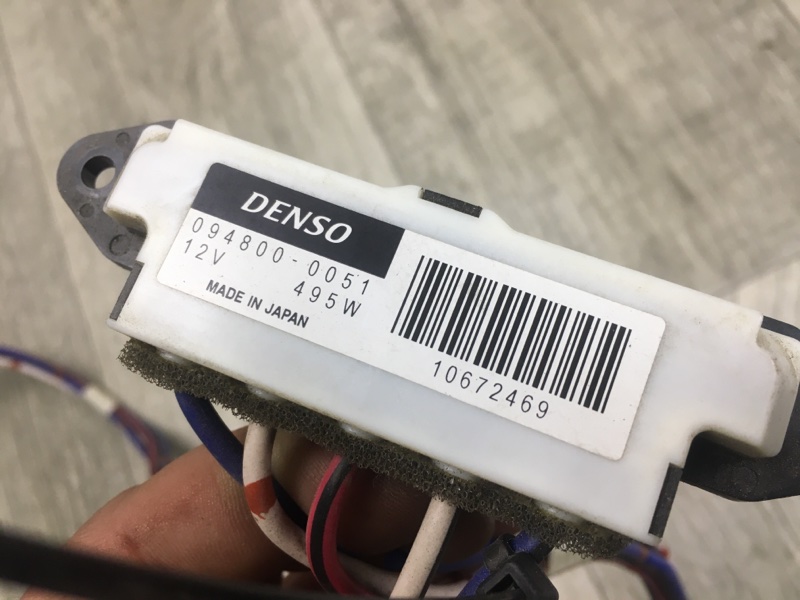 DENSO
094800-0051
12V 495W
MADE IN JAPAN
10672469